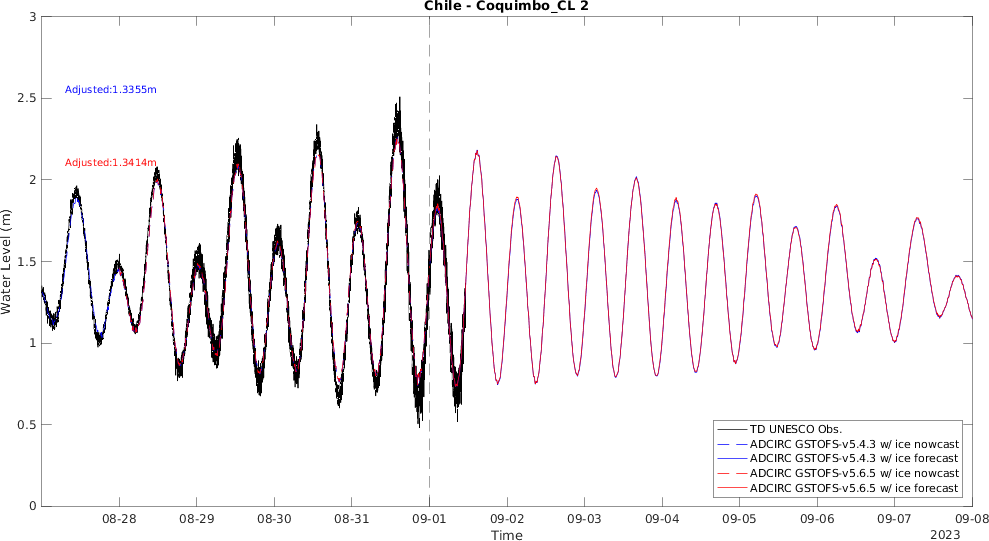 Chile - Coquimbo_CL 2
3
2.5
2
1.5
1
0.5
0
Water Level (m)
Adjusted:1.3355m
Adjusted:1.3414m
TD UNESCO Obs.
ADCIRC GSTOFS-v5.4.3 w/ ice nowcast
ADCIRC GSTOFS-v5.4.3 w/ ice forecast
ADCIRC GSTOFS-v5.6.5 w/ ice nowcast
ADCIRC GSTOFS-v5.6.5 w/ ice forecast
08-28 08-29 08-30 08-31 09-01 09-02 09-03 09-04 09-05 09-06 09-07 09-08
Time
2023